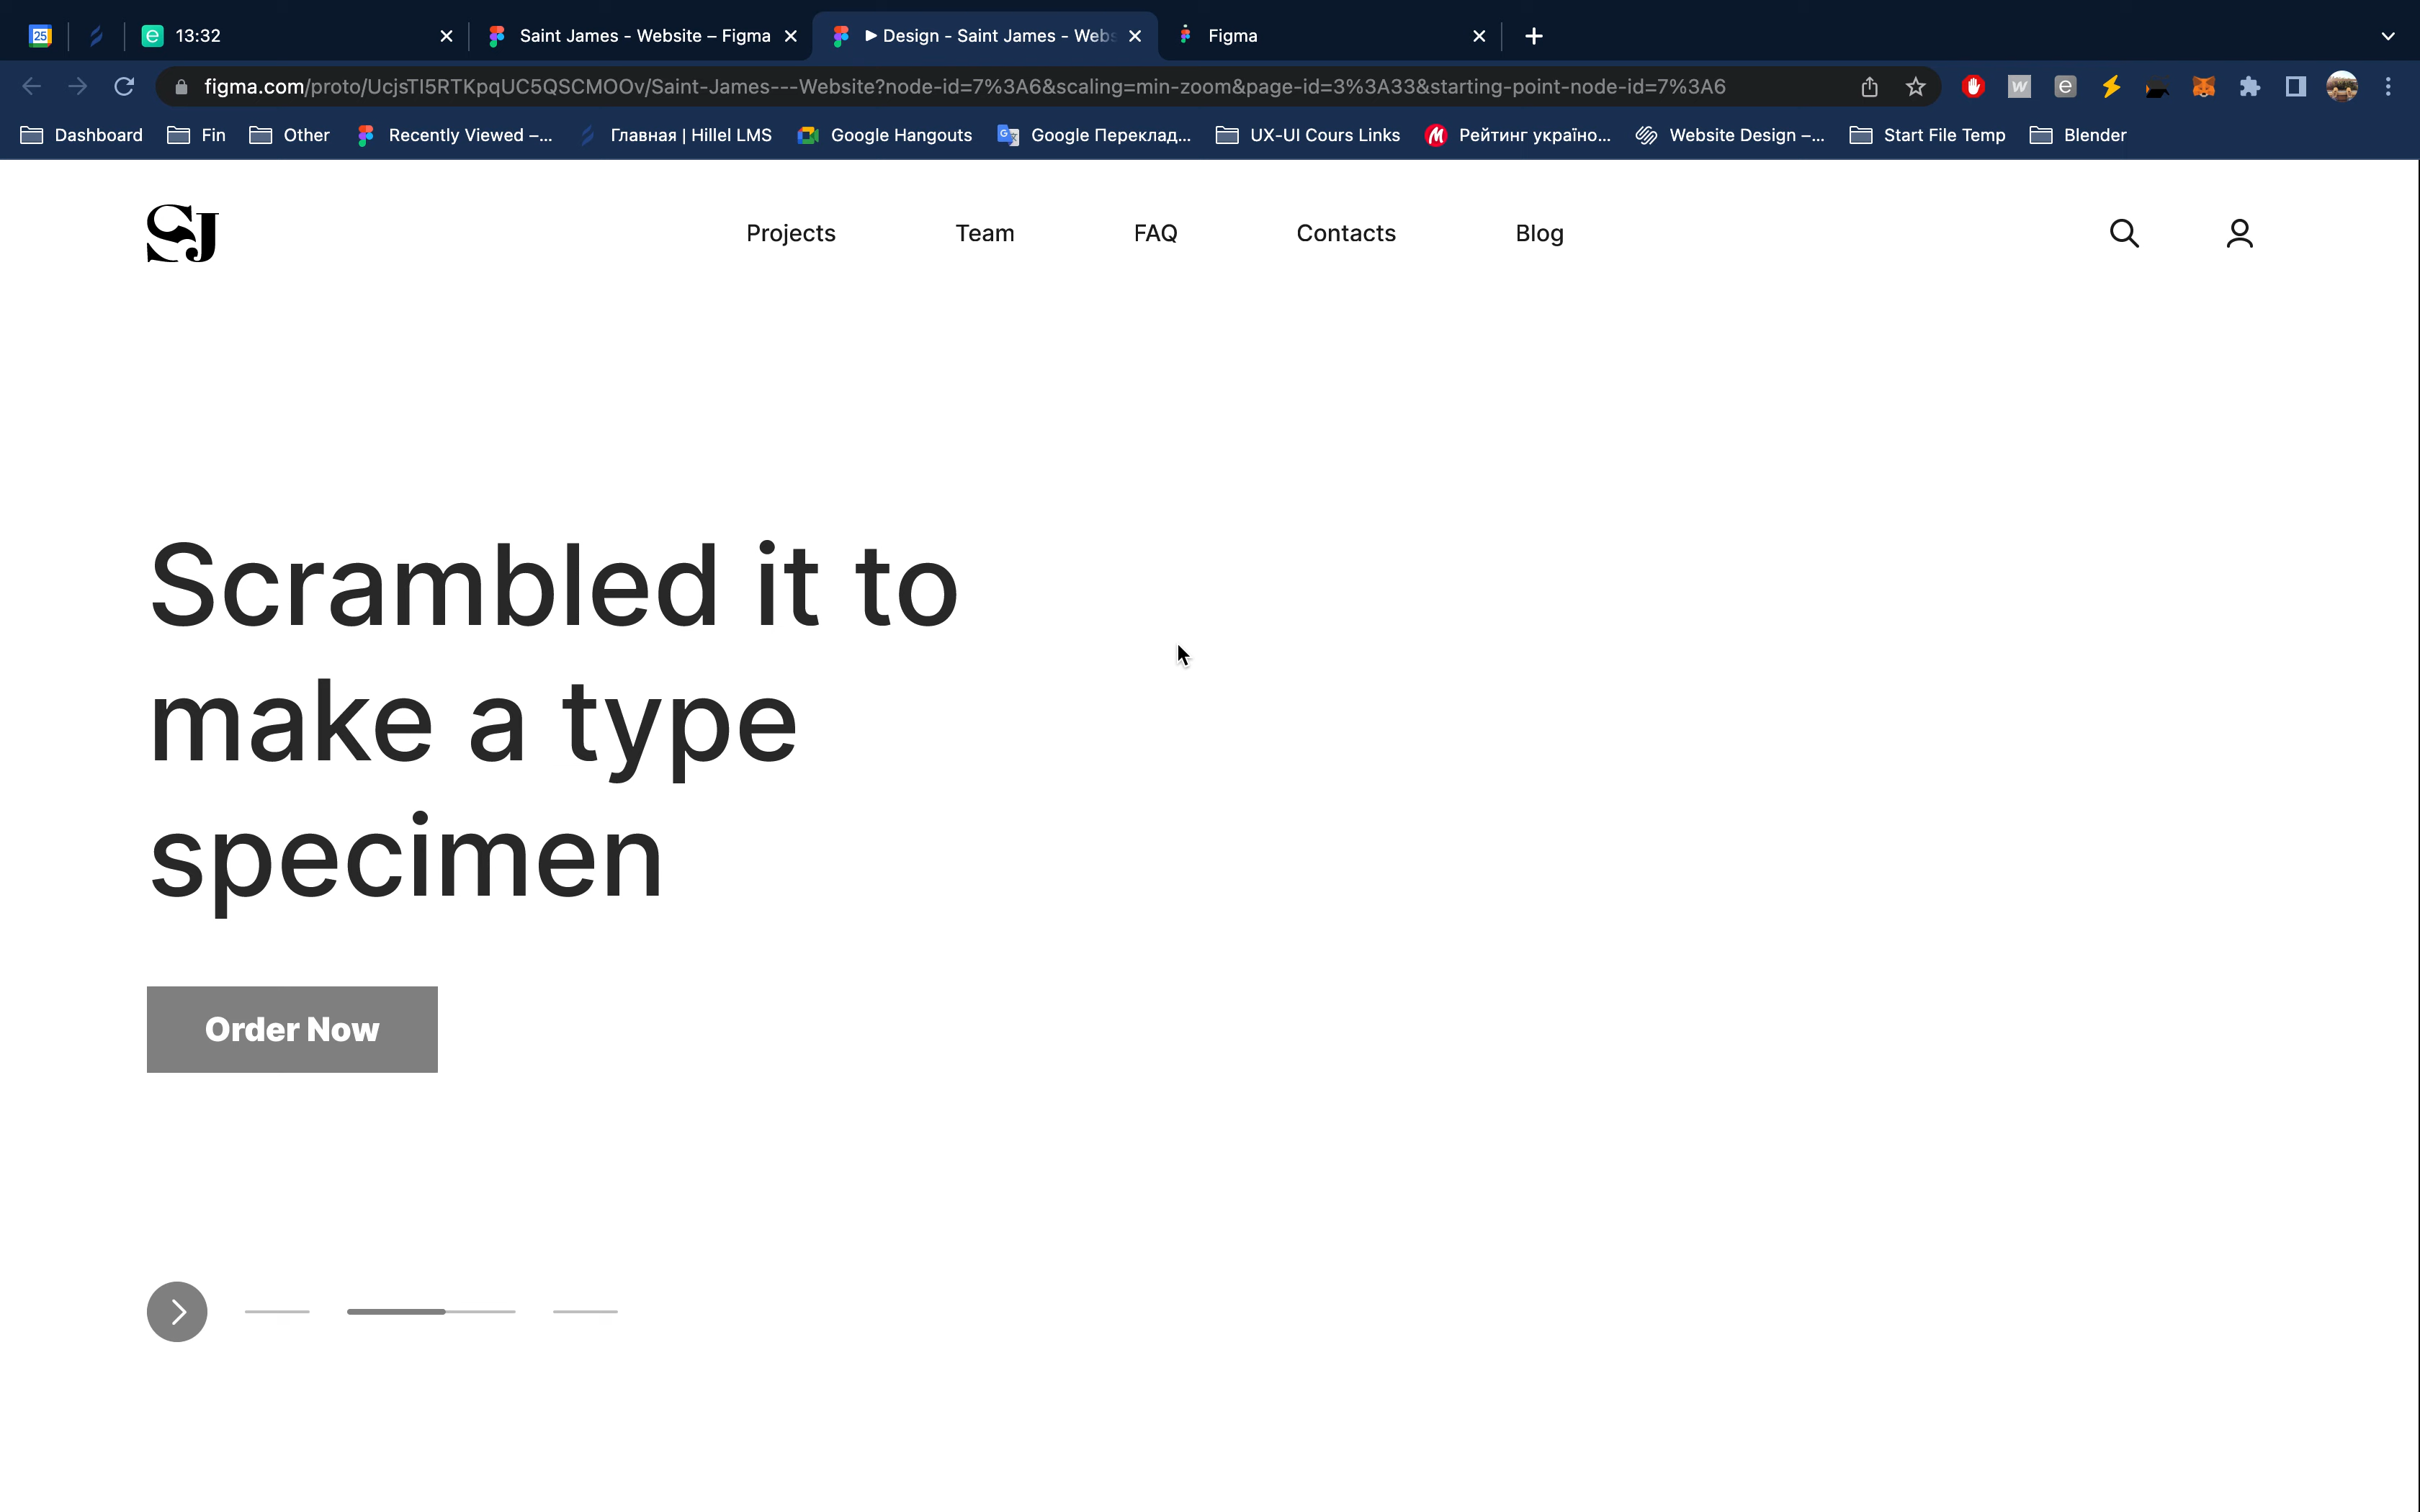 25 13:32 Saint James - Website – Figma Design - Saint James - Webs Figma
figma.com/proto/UcjsTI5RTKpqUC5QSCMOOv/Saint-James---Website?node-id=7%3A6&scaling=min-zoom&page-id=3%3A33&starting-point-node-id=7%3A6
Dashboard Fin Other Recently Viewed –... Главная | Hillel LMS Google Hangouts Google Переклад... UX-UI Cours Links Рейтинг україно... Website Design –... Start File Temp Blender
SJ Projects Team FAQ Contacts Blog
Scrambled it to
make a type
specimen
Order Now